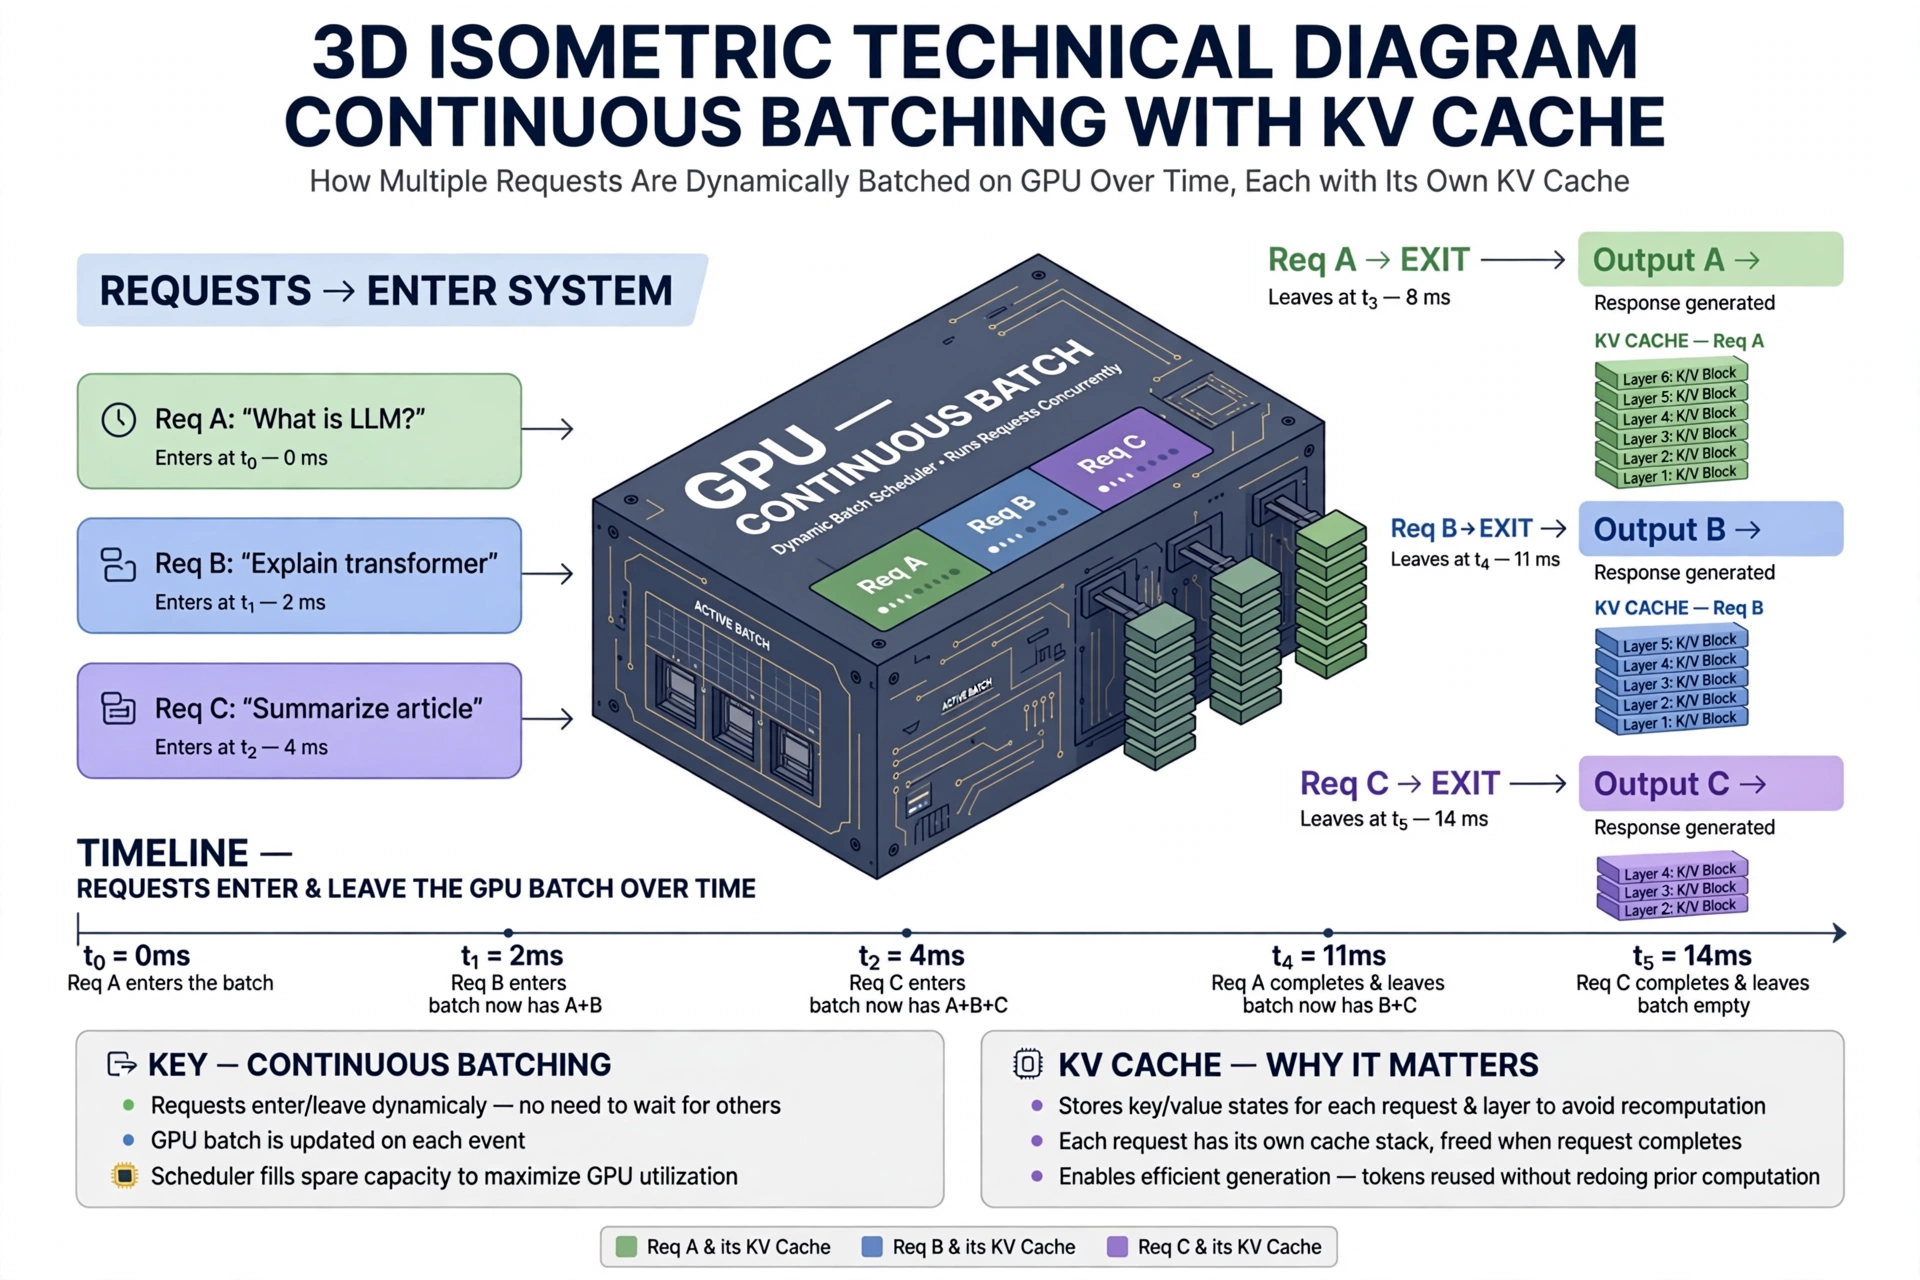 3D ISOMETRIC TECHNICAL DIAGRAM
CONTINUOUS BATCHING WITH KV CACHE
How Multiple Requests Are Dynamically Batched on GPU Over Time, Each with Its Own KV Cache
REQUESTS → ENTER SYSTEM
Req A: “What is LLM?”
Enters at t₀ — 0 ms
Req B: “Explain transformer”
Enters at t₁ — 2 ms
Req C: “Summarize article”
Enters at t₂ — 4 ms
GPU —
CONTINUOUS BATCH
Dynamic Batch Scheduler • Runs Requests Concurrently
Req A
Req B
Req C
ACTIVE BATCH
ACTIVE BATCH
Req A → EXIT
Leaves at t₃ — 8 ms
Output A →
Response generated
KV CACHE — Req A
Layer 6: K/V Block
Layer 5: K/V Block
Layer 4: K/V Block
Layer 3: K/V Block
Layer 2: K/V Block
Layer 1: K/V Block
Req B → EXIT
Leaves at t₄ — 11 ms
Output B →
Response generated
KV CACHE — Req B
Layer 5: K/V Block
Layer 4: K/V Block
Layer 3: K/V Block
Layer 2: K/V Block
Layer 1: K/V Block
Req C → EXIT
Leaves at t₅ — 14 ms
Output C →
Response generated
Layer 4: K/V Block
Layer 3: K/V Block
Layer 2: K/V Block
TIMELINE —
REQUESTS ENTER & LEAVE THE GPU BATCH OVER TIME
t₀ = 0ms
Req A enters the batch
t₁ = 2ms
Req B enters
batch now has A+B
t₂ = 4ms
Req C enters
batch now has A+B+C
t₄ = 11ms
Req A completes & leaves
batch now has B+C
t₅ = 14ms
Req C completes & leaves
batch empty
KEY — CONTINUOUS BATCHING
Requests enter/leave dynamicaly — no need to wait for others
GPU batch is updated on each event
Scheduler fills spare capacity to maximize GPU utilization
KV CACHE — WHY IT MATTERS
Stores key/value states for each request & layer to avoid recomputation
Each request has its own cache stack, freed when request completes
Enables efficient generation — tokens reused without redoing prior computation
Req A & its KV Cache
Req B & its KV Cache
Req C & its KV Cache